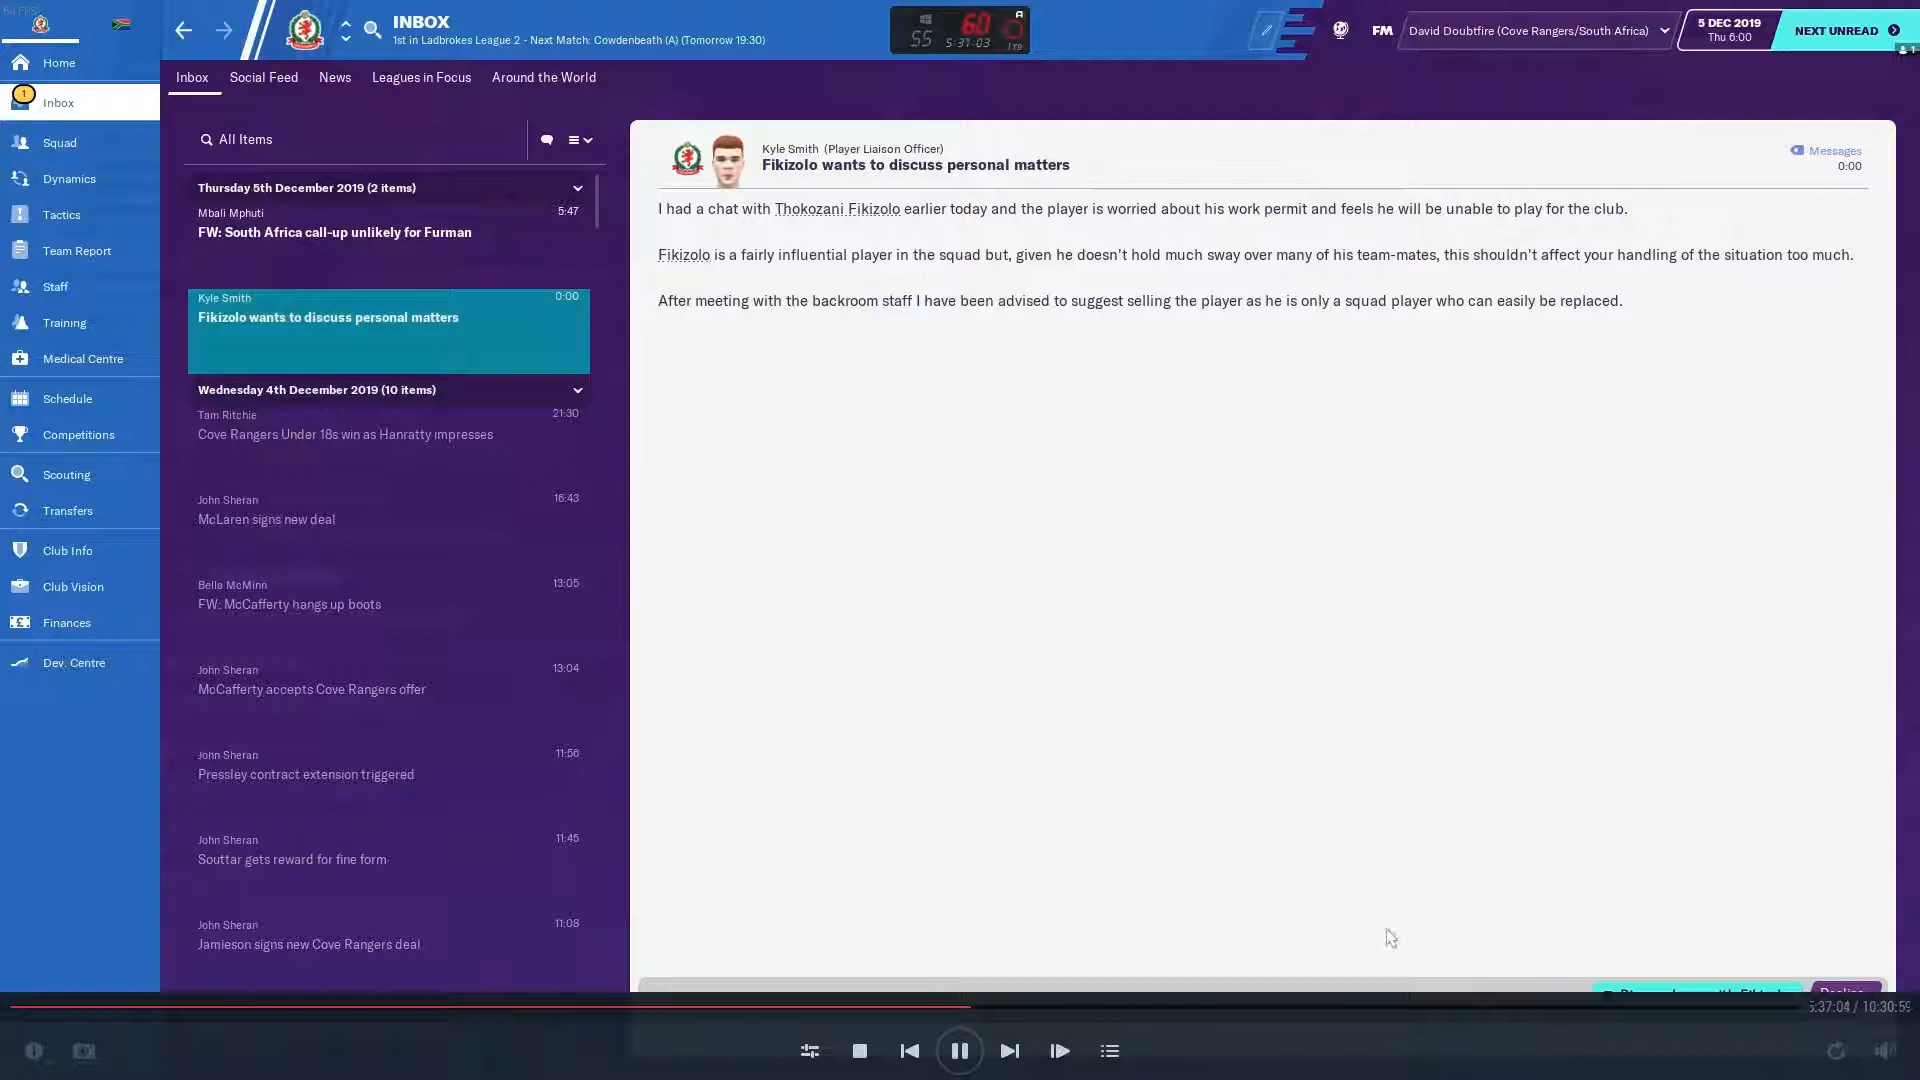 60 FPS
INBOX
1st in Ladbrokes League 2 - Next Match: Cowdenbeath (A) (Tomorrow 19:30)
55
60
5:37:03
A
1TB
FM
David Doubtfire (Cove Rangers/South Africa)
5 DEC 2019
Thu 6:00
NEXT UNREAD
1
Home
1
Inbox
Squad
Dynamics
Tactics
Team Report
Staff
Training
Medical Centre
Schedule
Competitions
Scouting
Transfers
Club Info
Club Vision
Finances
Dev. Centre
Inbox
Social Feed
News
Leagues in Focus
Around the World
All Items
Thursday 5th December 2019 (2 items)
Mbali Mphuti
5:47
FW: South Africa call-up unlikely for Furman
Kyle Smith
0:00
Fikizolo wants to discuss personal matters
Wednesday 4th December 2019 (10 items)
Tam Ritchie
21:30
Cove Rangers Under 18s win as Hanratty impresses
John Sheran
16:43
McLaren signs new deal
Bella McMinn
13:05
FW: McCafferty hangs up boots
John Sheran
13:04
McCafferty accepts Cove Rangers offer
John Sheran
11:56
Pressley contract extension triggered
John Sheran
11:45
Souttar gets reward for fine form
John Sheran
11:08
Jamieson signs new Cove Rangers deal
Kyle Smith (Player Liaison Officer)
Fikizolo wants to discuss personal matters
Messages
0:00
I had a chat with Thokozani Fikizolo earlier today and the player is worried about his work permit and feels he will be unable to play for the club.
Fikizolo is a fairly influential player in the squad but, given he doesn't hold much sway over many of his team-mates, this shouldn't affect your handling of the situation too much.
After meeting with the backroom staff I have been advised to suggest selling the player as he is only a squad player who can easily be replaced.
5:37:04 / 10:30:59